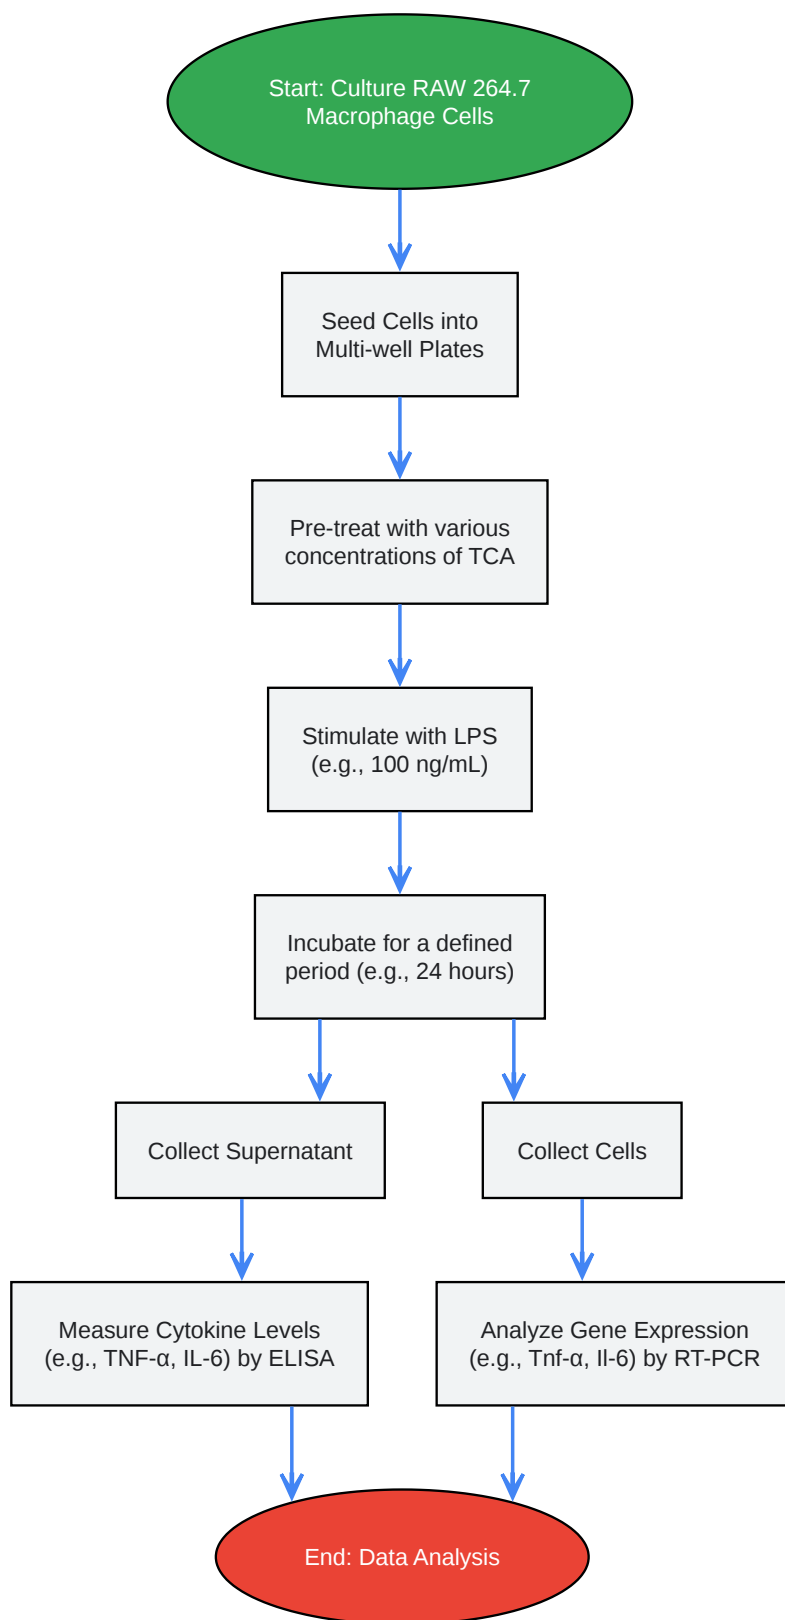 Start: Culture RAW 264.7
Macrophage Cells
Seed Cells into
Multi-well Plates
Pre-treat with various
concentrations of TCA
Stimulate with LPS
(e.g., 100 ng/mL)
Incubate for a defined
period (e.g., 24 hours)
Collect Supernatant
Collect Cells
Measure Cytokine Levels
(e.g., TNF-α, IL-6) by ELISA
Analyze Gene Expression
(e.g., Tnf-α, Il-6) by RT-PCR
End: Data Analysis